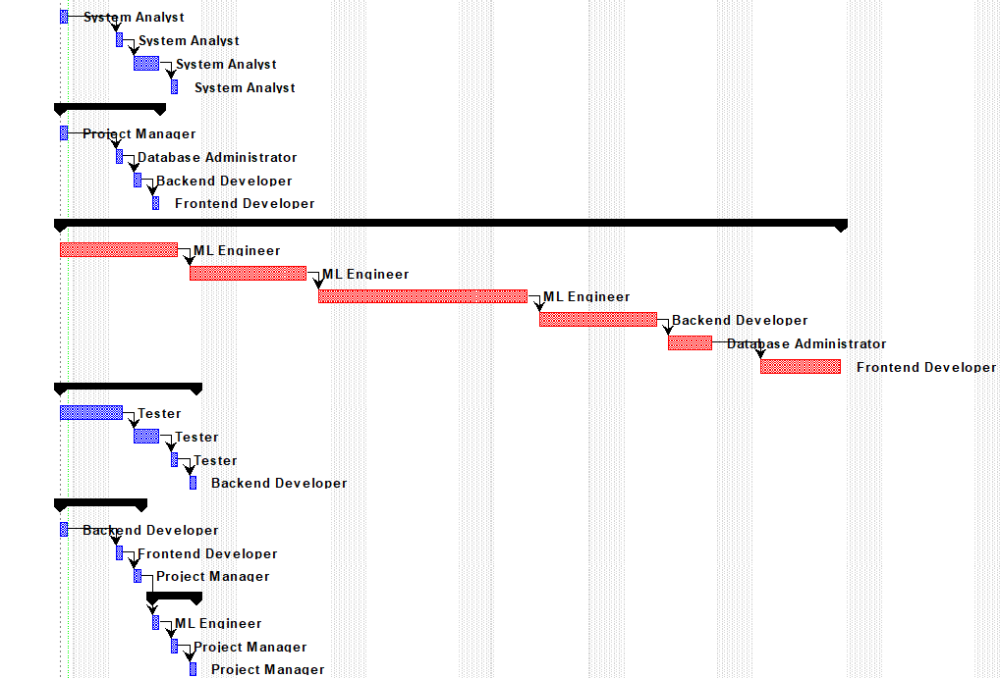 System Analyst
System Analyst
System Analyst
System Analyst
Project Manager
Database Administrator
Backend Developer
Frontend Developer
ML Engineer
ML Engineer
ML Engineer
Backend Developer
Database Administrator
Frontend Developer
Tester
Tester
Tester
Backend Developer
Backend Developer
Frontend Developer
Project Manager
ML Engineer
Project Manager
Project Manager